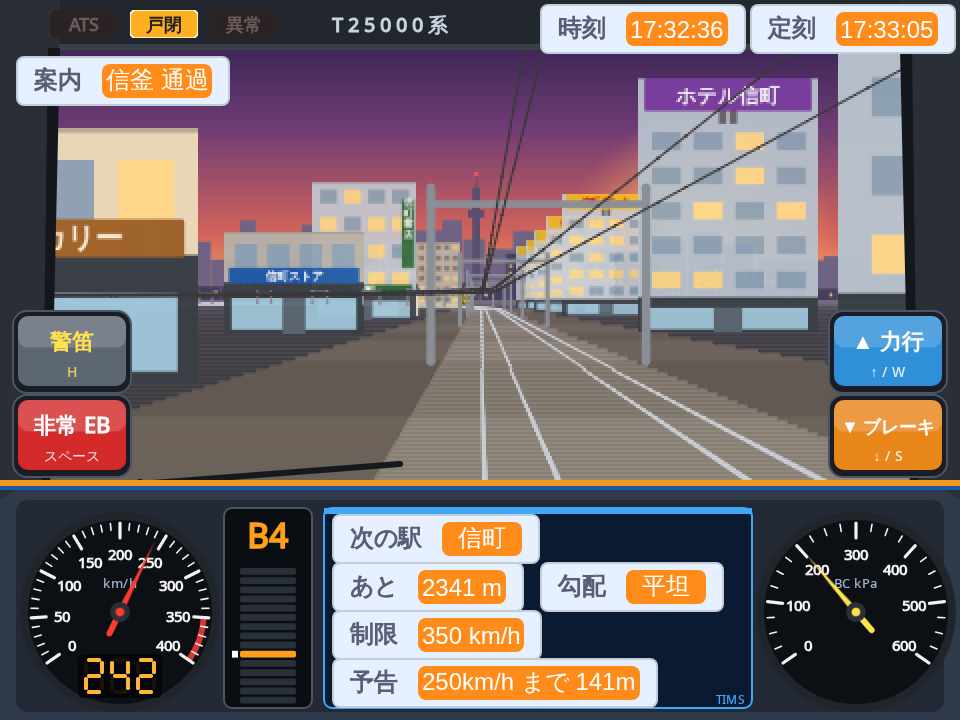 ATS 戸閉 異常 T25000系
時刻 17:32:36 定刻 17:33:05
案内 信釜 通過
ホテル信町
カリー
信町ストア
警笛
H
▲ 力行
↑ / W
非常 EB
スペース
▼ ブレーキ
↓ / S
0 50 100 150 200 250 300 350 400
km/h
242
B4
次の駅 信町
あと 2341 m 勾配 平坦
制限 350 km/h
予告 250km/h まで 141m
TIMS
0 100 200 300 400 500 600
BC kPa